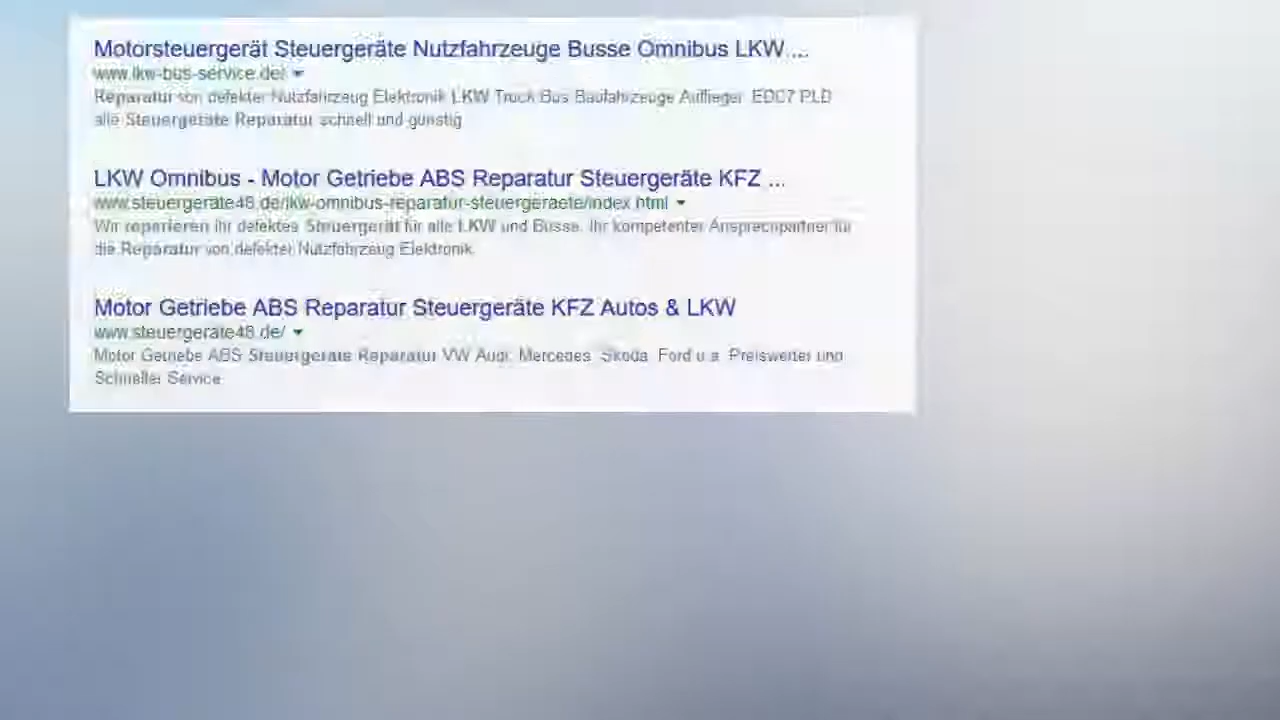 Motorsteuergerät Steuergeräte Nutzfahrzeuge Busse Omnibus LKW ...
www.lkw-bus-service.de/
Reparatur von defekter Nutzfahrzeug Elektronik LKW Truck Bus Baufahrzeuge Auflieger EDC7 PLD
alle Steuergeräte Reparatur schnell und günstig
LKW Omnibus - Motor Getriebe ABS Reparatur Steuergeräte KFZ ...
www.steuergeräte48.de/lkw-omnibus-reparatur-steuergeraete/index.html
Wir reparieren Ihr defektes Steuergerät für alle LKW und Busse. Ihr kompetenter Ansprechpartner für
die Reparatur von defekter Nutzfahrzeug Elektronik.
Motor Getriebe ABS Reparatur Steuergeräte KFZ Autos & LKW
www.steuergeräte48.de/
Motor Getriebe ABS Steuergeräte Reparatur VW Audi, Mercedes, Skoda, Ford u.a. Preiswerter und
Schneller Service